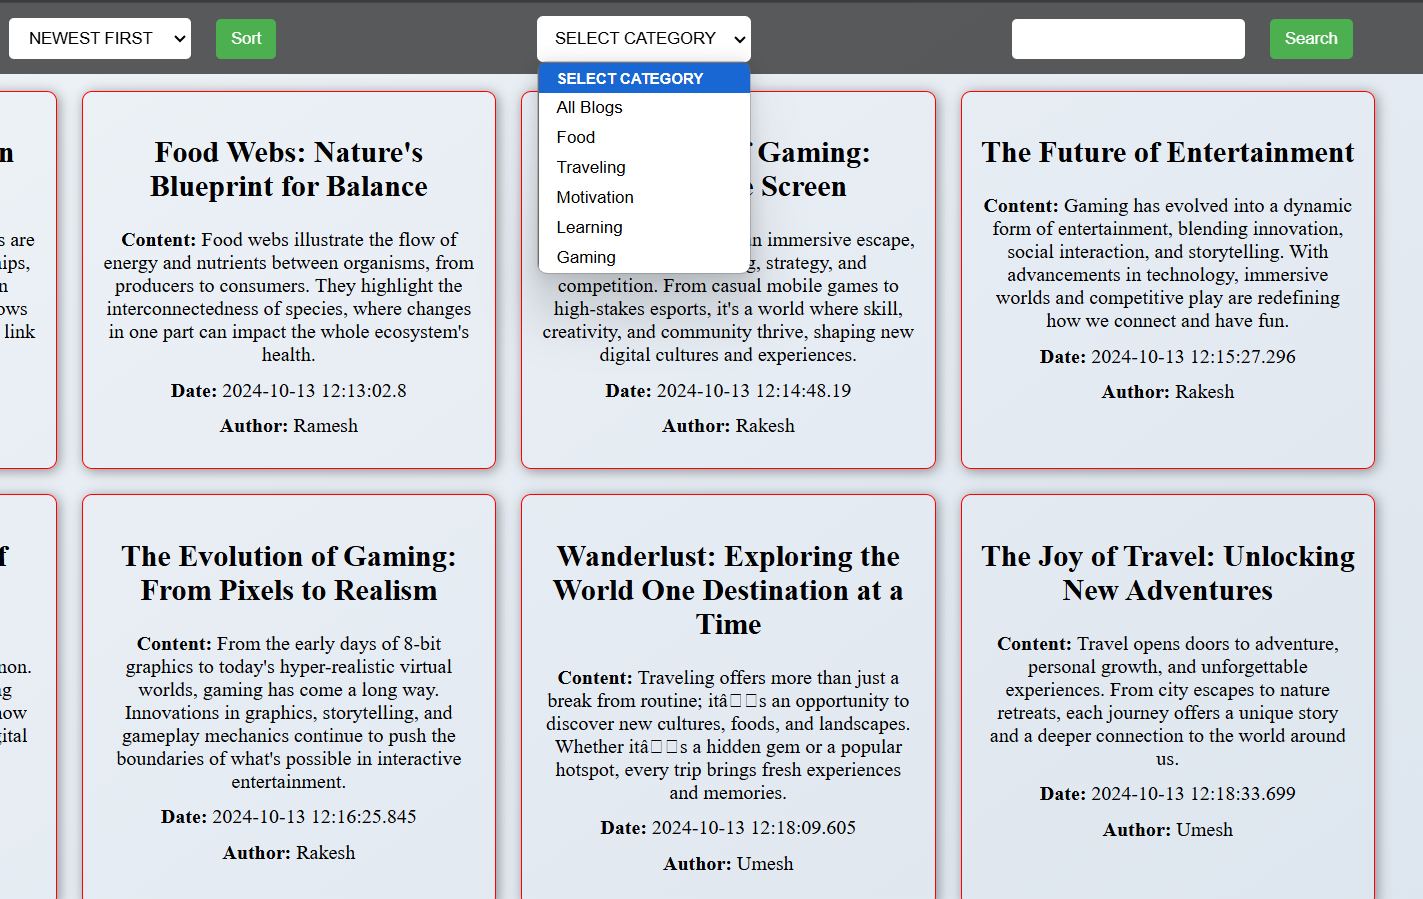 NEWEST FIRST
Sort
SELECT CATEGORY
Search
SELECT CATEGORY
All Blogs
Food
Traveling
Motivation
Learning
Gaming
n
s are
nips,
n
ows
link
Food Webs: Nature's
Blueprint for Balance
Content: Food webs illustrate the flow of
energy and nutrients between organisms, from
producers to consumers. They highlight the
interconnectedness of species, where changes
in one part can impact the whole ecosystem's
health.
Date: 2024-10-13 12:13:02.8
Author: Ramesh
f Gaming:
e Screen
n immersive escape,
g, strategy, and
competition. From casual mobile games to
high-stakes esports, it's a world where skill,
creativity, and community thrive, shaping new
digital cultures and experiences.
Date: 2024-10-13 12:14:48.19
Author: Rakesh
The Future of Entertainment
Content: Gaming has evolved into a dynamic
form of entertainment, blending innovation,
social interaction, and storytelling. With
advancements in technology, immersive
worlds and competitive play are redefining
how we connect and have fun.
Date: 2024-10-13 12:15:27.296
Author: Rakesh
f
non.
g
now
ital
The Evolution of Gaming:
From Pixels to Realism
Content: From the early days of 8-bit
graphics to today's hyper-realistic virtual
worlds, gaming has come a long way.
Innovations in graphics, storytelling, and
gameplay mechanics continue to push the
boundaries of what's possible in interactive
entertainment.
Date: 2024-10-13 12:16:25.845
Author: Rakesh
Wanderlust: Exploring the
World One Destination at a
Time
Content: Traveling offers more than just a
break from routine; itâ□□s an opportunity to
discover new cultures, foods, and landscapes.
Whether itâ□□s a hidden gem or a popular
hotspot, every trip brings fresh experiences
and memories.
Date: 2024-10-13 12:18:09.605
Author: Umesh
The Joy of Travel: Unlocking
New Adventures
Content: Travel opens doors to adventure,
personal growth, and unforgettable
experiences. From city escapes to nature
retreats, each journey offers a unique story
and a deeper connection to the world around
us.
Date: 2024-10-13 12:18:33.699
Author: Umesh